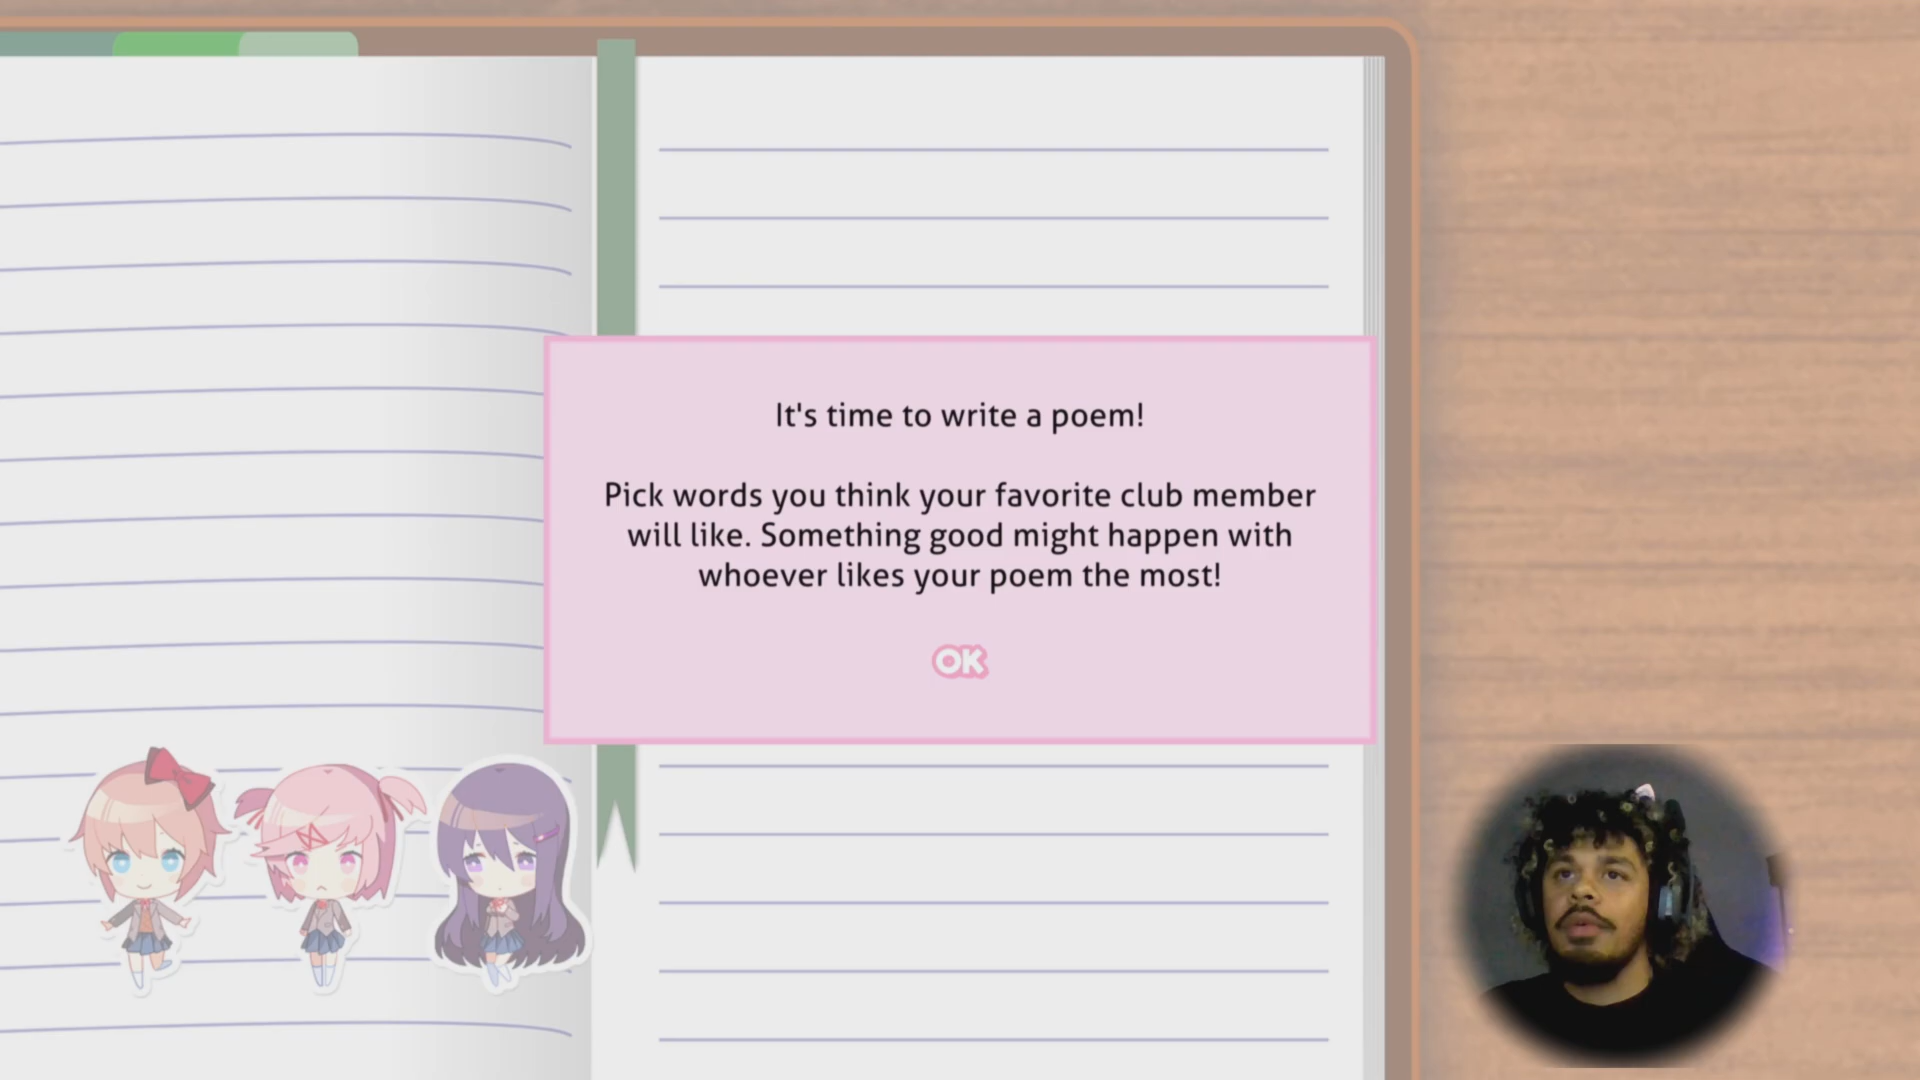 It's time to write a poem!
Pick words you think your favorite club member
will like. Something good might happen with
whoever likes your poem the most!
OK